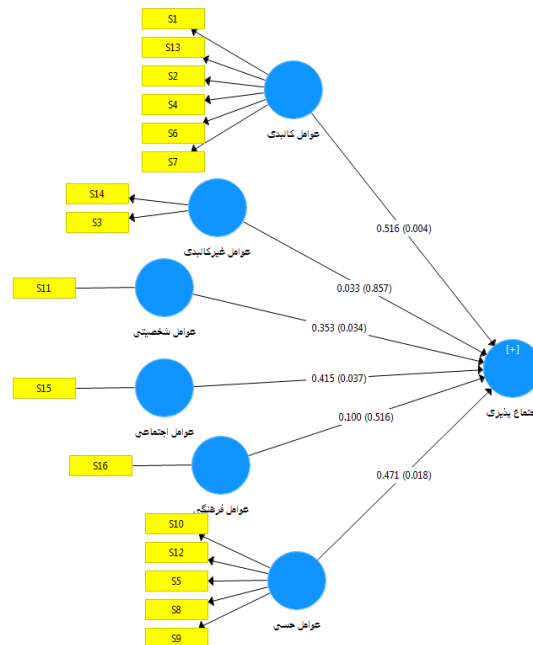 S1
S13
S2
S4
S6
S7
عوامل کالبدی
0.516 (0.004)
S14
S3
عوامل غیرکالبدی
0.033 (0.857)
S11
عوامل شخصیتی
0.353 (0.034)
[+]
S15
عوامل اجتماعی
0.415 (0.037)
جتماع پذیری
0.100 (0.516)
S16
عوامل فرهنگی
0.471 (0.018)
S10
S12
S5
S8
S9
عوامل حسی